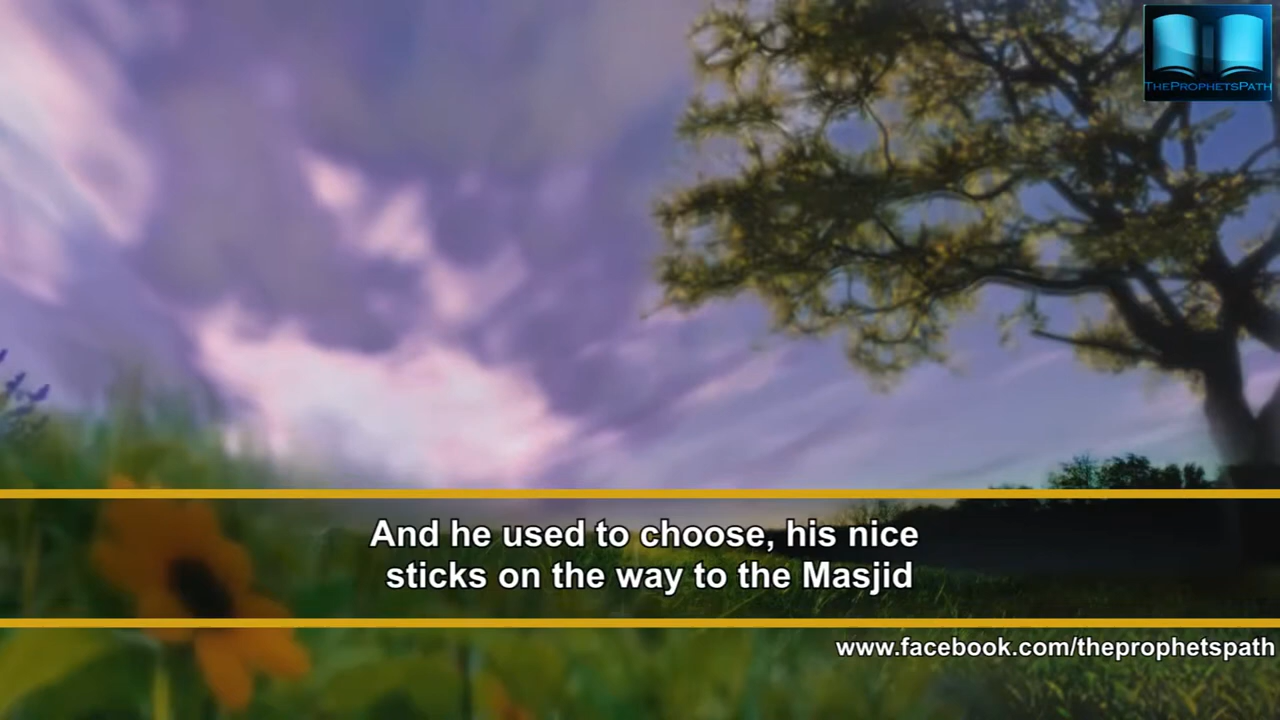 THEPROPHETSPATH
And he used to choose, his nice
sticks on the way to the Masjid
www.facebook.com/theprophetspath